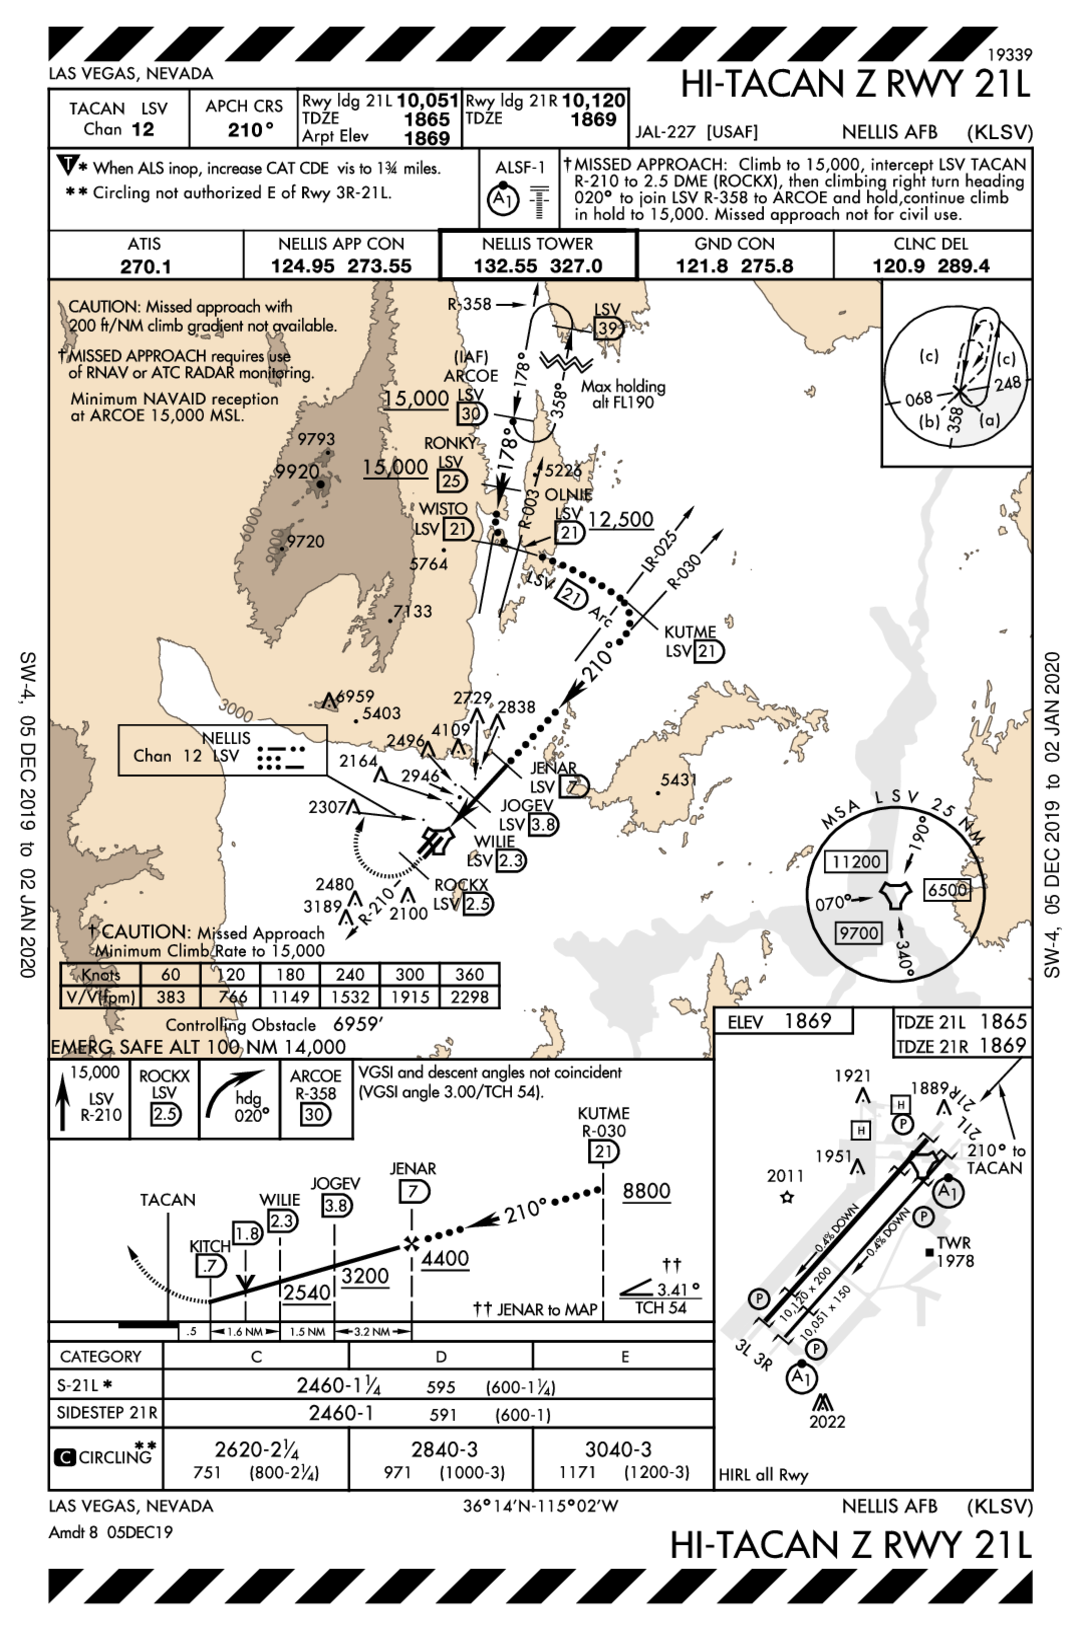 19339
LAS VEGAS, NEVADA
HI-TACAN Z RWY 21L
TACAN LSV
Chan 12
APCH CRS
210°
Rwy ldg 21L 10,051
TDZE 1865
Arpt Elev 1869
Rwy ldg 21R 10,120
TDZE 1869
JAL-227 [USAF]
NELLIS AFB (KLSV)
T * When ALS inop, increase CAT CDE vis to 1¾ miles.
** Circling not authorized E of Rwy 3R-21L.
ALSF-1
A1
†MISSED APPROACH: Climb to 15,000, intercept LSV TACAN
R-210 to 2.5 DME (ROCKX), then climbing right turn heading
020° to join LSV R-358 to ARCOE and hold,continue climb
in hold to 15,000. Missed approach not for civil use.
ATIS
270.1
NELLIS APP CON
124.95 273.55
NELLIS TOWER
132.55 327.0
GND CON
121.8 275.8
CLNC DEL
120.9 289.4
CAUTION: Missed approach with
200 ft/NM climb gradient not available.
†MISSED APPROACH requires use
of RNAV or ATC RADAR monitoring.
Minimum NAVAID reception
at ARCOE 15,000 MSL.
R-358
LSV
39
(IAF)
ARCOE
LSV
30
15,000
178°
358°
Max holding
alt FL190
RONKY
LSV
25
15,000
178°
R-003
5226
WISTO
LSV 21
OLNIE
LSV
21
12,500
9793
9920
9720
6000
9000
5764
7133
LSV 21 Arc
LR-025
R-030
KUTME
LSV 21
210°
(c)
(c)
068
248
(b)
358
(a)
3000
6959
5403
2729
2838
4109
2496
NELLIS
Chan 12 LSV
2164
2946
2307
JENAR
LSV 7
JOGEV
LSV 3.8
WILIE
LSV 2.3
ROCKX
LSV 2.5
5431
2480
3189
R-210
2100
MSA LSV 25 NM
190°
11200
6500
070°
9700
340°
† CAUTION: Missed Approach
Minimum Climb Rate to 15,000
Knots 60 120 180 240 300 360
V/V(fpm) 383 766 1149 1532 1915 2298
Controlling Obstacle 6959'
EMERG SAFE ALT 100 NM 14,000
SW-4, 05 DEC 2019 to 02 JAN 2020
SW-4, 05 DEC 2019 to 02 JAN 2020
15,000
LSV
R-210
ROCKX
LSV
2.5
hdg
020°
ARCOE
R-358
30
VGSI and descent angles not coincident
(VGSI angle 3.00/TCH 54).
KUTME
R-030
21
JENAR
7
JOGEV
3.8
WILIE
2.3
1.8
KITCH
.7
TACAN
210°
8800
4400
3200
2540
††
3.41°
TCH 54
†† JENAR to MAP
.5
1.6 NM
1.5 NM
3.2 NM
CATEGORY C D E
S-21L * 2460-1¼ 595 (600-1¼)
SIDESTEP 21R 2460-1 591 (600-1)
C CIRCLING**
2620-2¼
751 (800-2¼)
2840-3
971 (1000-3)
3040-3
1171 (1200-3)
ELEV 1869
TDZE 21L 1865
TDZE 21R 1869
1921
1889
H
P
H
21R
21L
210° to
TACAN
1951
A1
2011
P
0.4% DOWN
0.4% DOWN
TWR
1978
P
10,120 x 200
10,051 x 150
3L
3R
P
A1
2022
HIRL all Rwy
LAS VEGAS, NEVADA
36°14'N-115°02'W
NELLIS AFB (KLSV)
Amdt 8 05DEC19
HI-TACAN Z RWY 21L